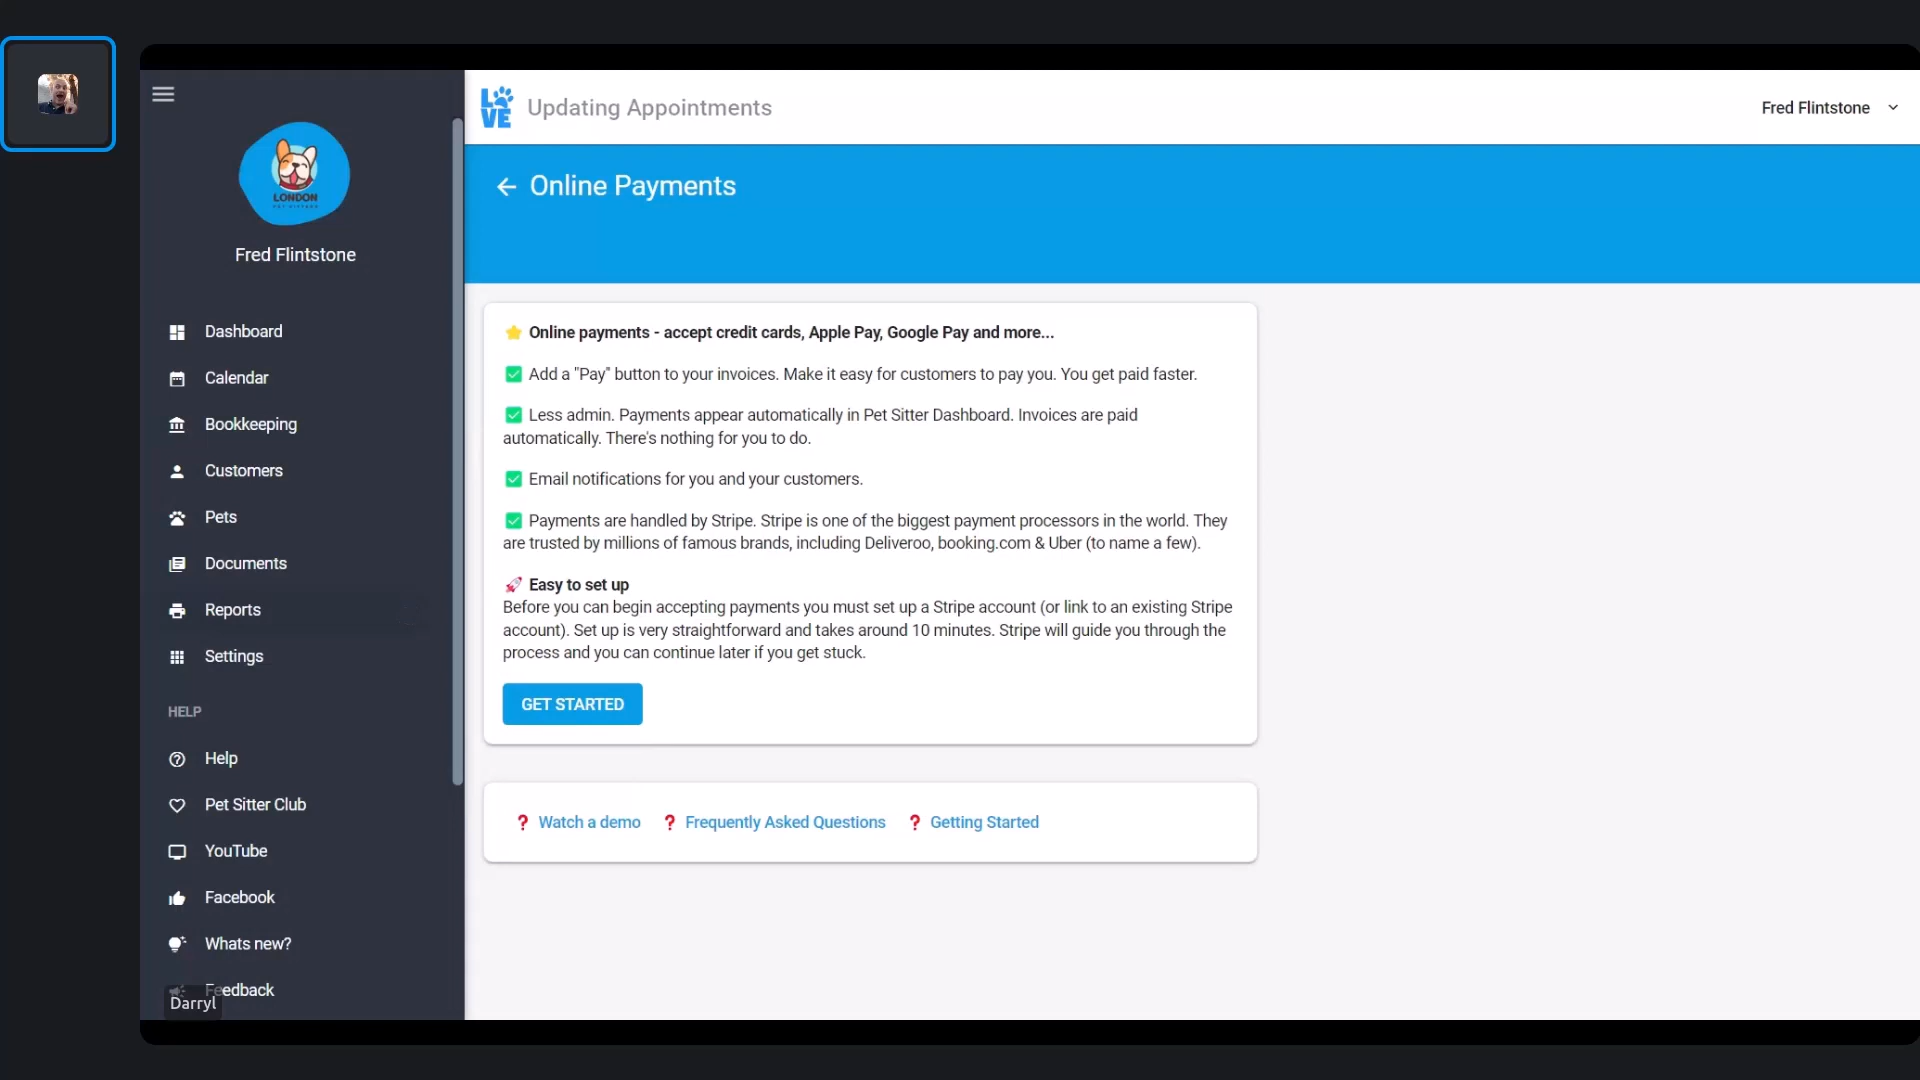 LOVE
Updating Appointments
Fred Flintstone
LONDON
Fred Flintstone
Dashboard
Calendar
Bookkeeping
Customers
Pets
Documents
Reports
Settings
HELP
Help
Pet Sitter Club
YouTube
Facebook
Whats new?
Feedback
Darryl
Online Payments
Online payments - accept credit cards, Apple Pay, Google Pay and more...
Add a "Pay" button to your invoices. Make it easy for customers to pay you. You get paid faster.
Less admin. Payments appear automatically in Pet Sitter Dashboard. Invoices are paid
automatically. There's nothing for you to do.
Email notifications for you and your customers.
Payments are handled by Stripe. Stripe is one of the biggest payment processors in the world. They
are trusted by millions of famous brands, including Deliveroo, booking.com & Uber (to name a few).
🚀 Easy to set up
Before you can begin accepting payments you must set up a Stripe account (or link to an existing Stripe
account). Set up is very straightforward and takes around 10 minutes. Stripe will guide you through the
process and you can continue later if you get stuck.
GET STARTED
❓ Watch a demo ❓ Frequently Asked Questions ❓ Getting Started